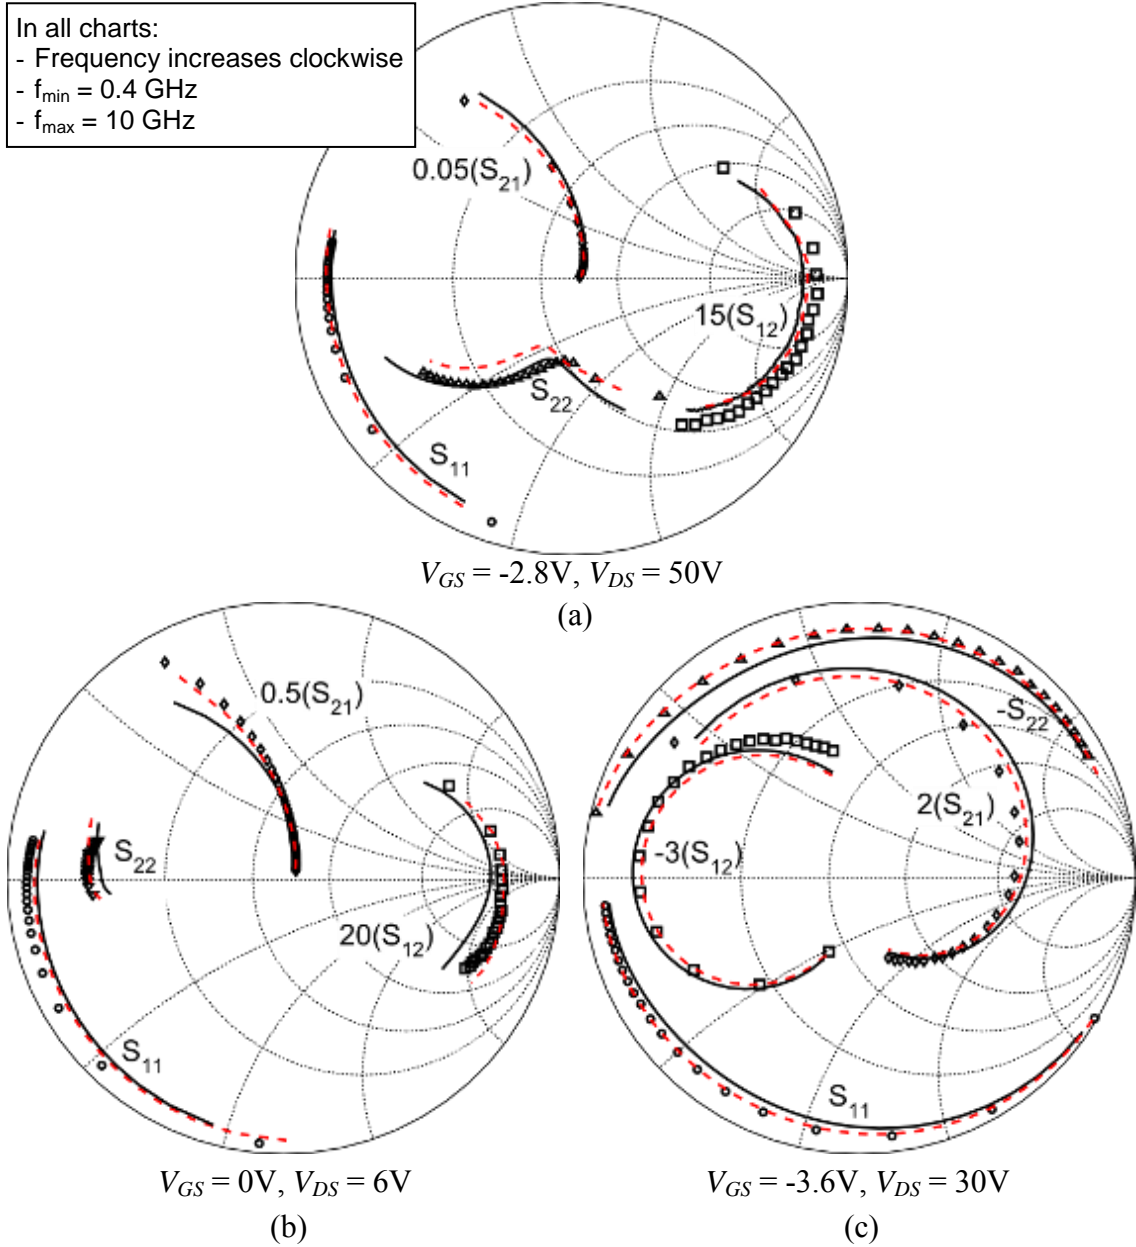 In all charts:
- Frequency increases clockwise
- fmin = 0.4 GHz
- fmax = 10 GHz
0.05(S21)
15(S12)
S22
S11
VGS = -2.8V, VDS = 50V
(a)
0.5(S21)
S22
20(S12)
S11
VGS = 0V, VDS = 6V
(b)
-S22
2(S21)
-3(S12)
S11
VGS = -3.6V, VDS = 30V
(c)